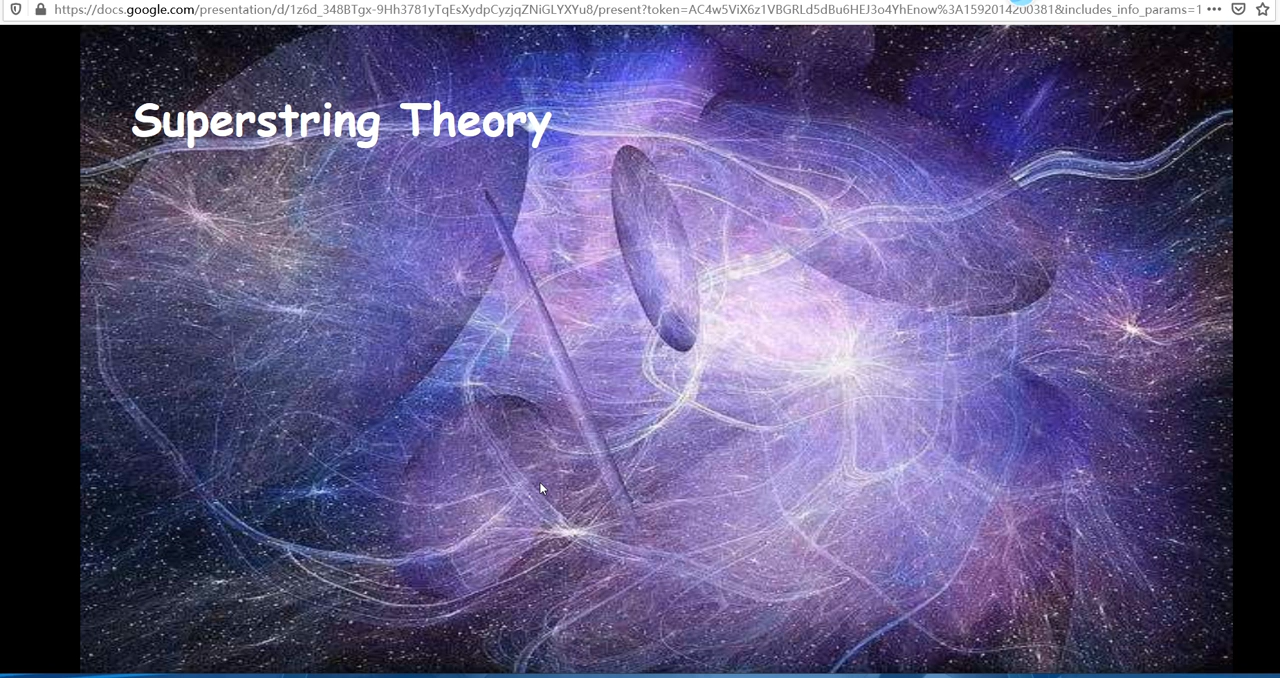 https://docs.google.com/presentation/d/1z6d_348BTgx-9Hh3781yTqEsXydpCyzjqZNiGLYXYu8/present?token=AC4w5ViX6z1VBGRLd5dBu6HEJ3o4YhEnow%3A1592014200381&includes_info_params=1
Superstring Theory